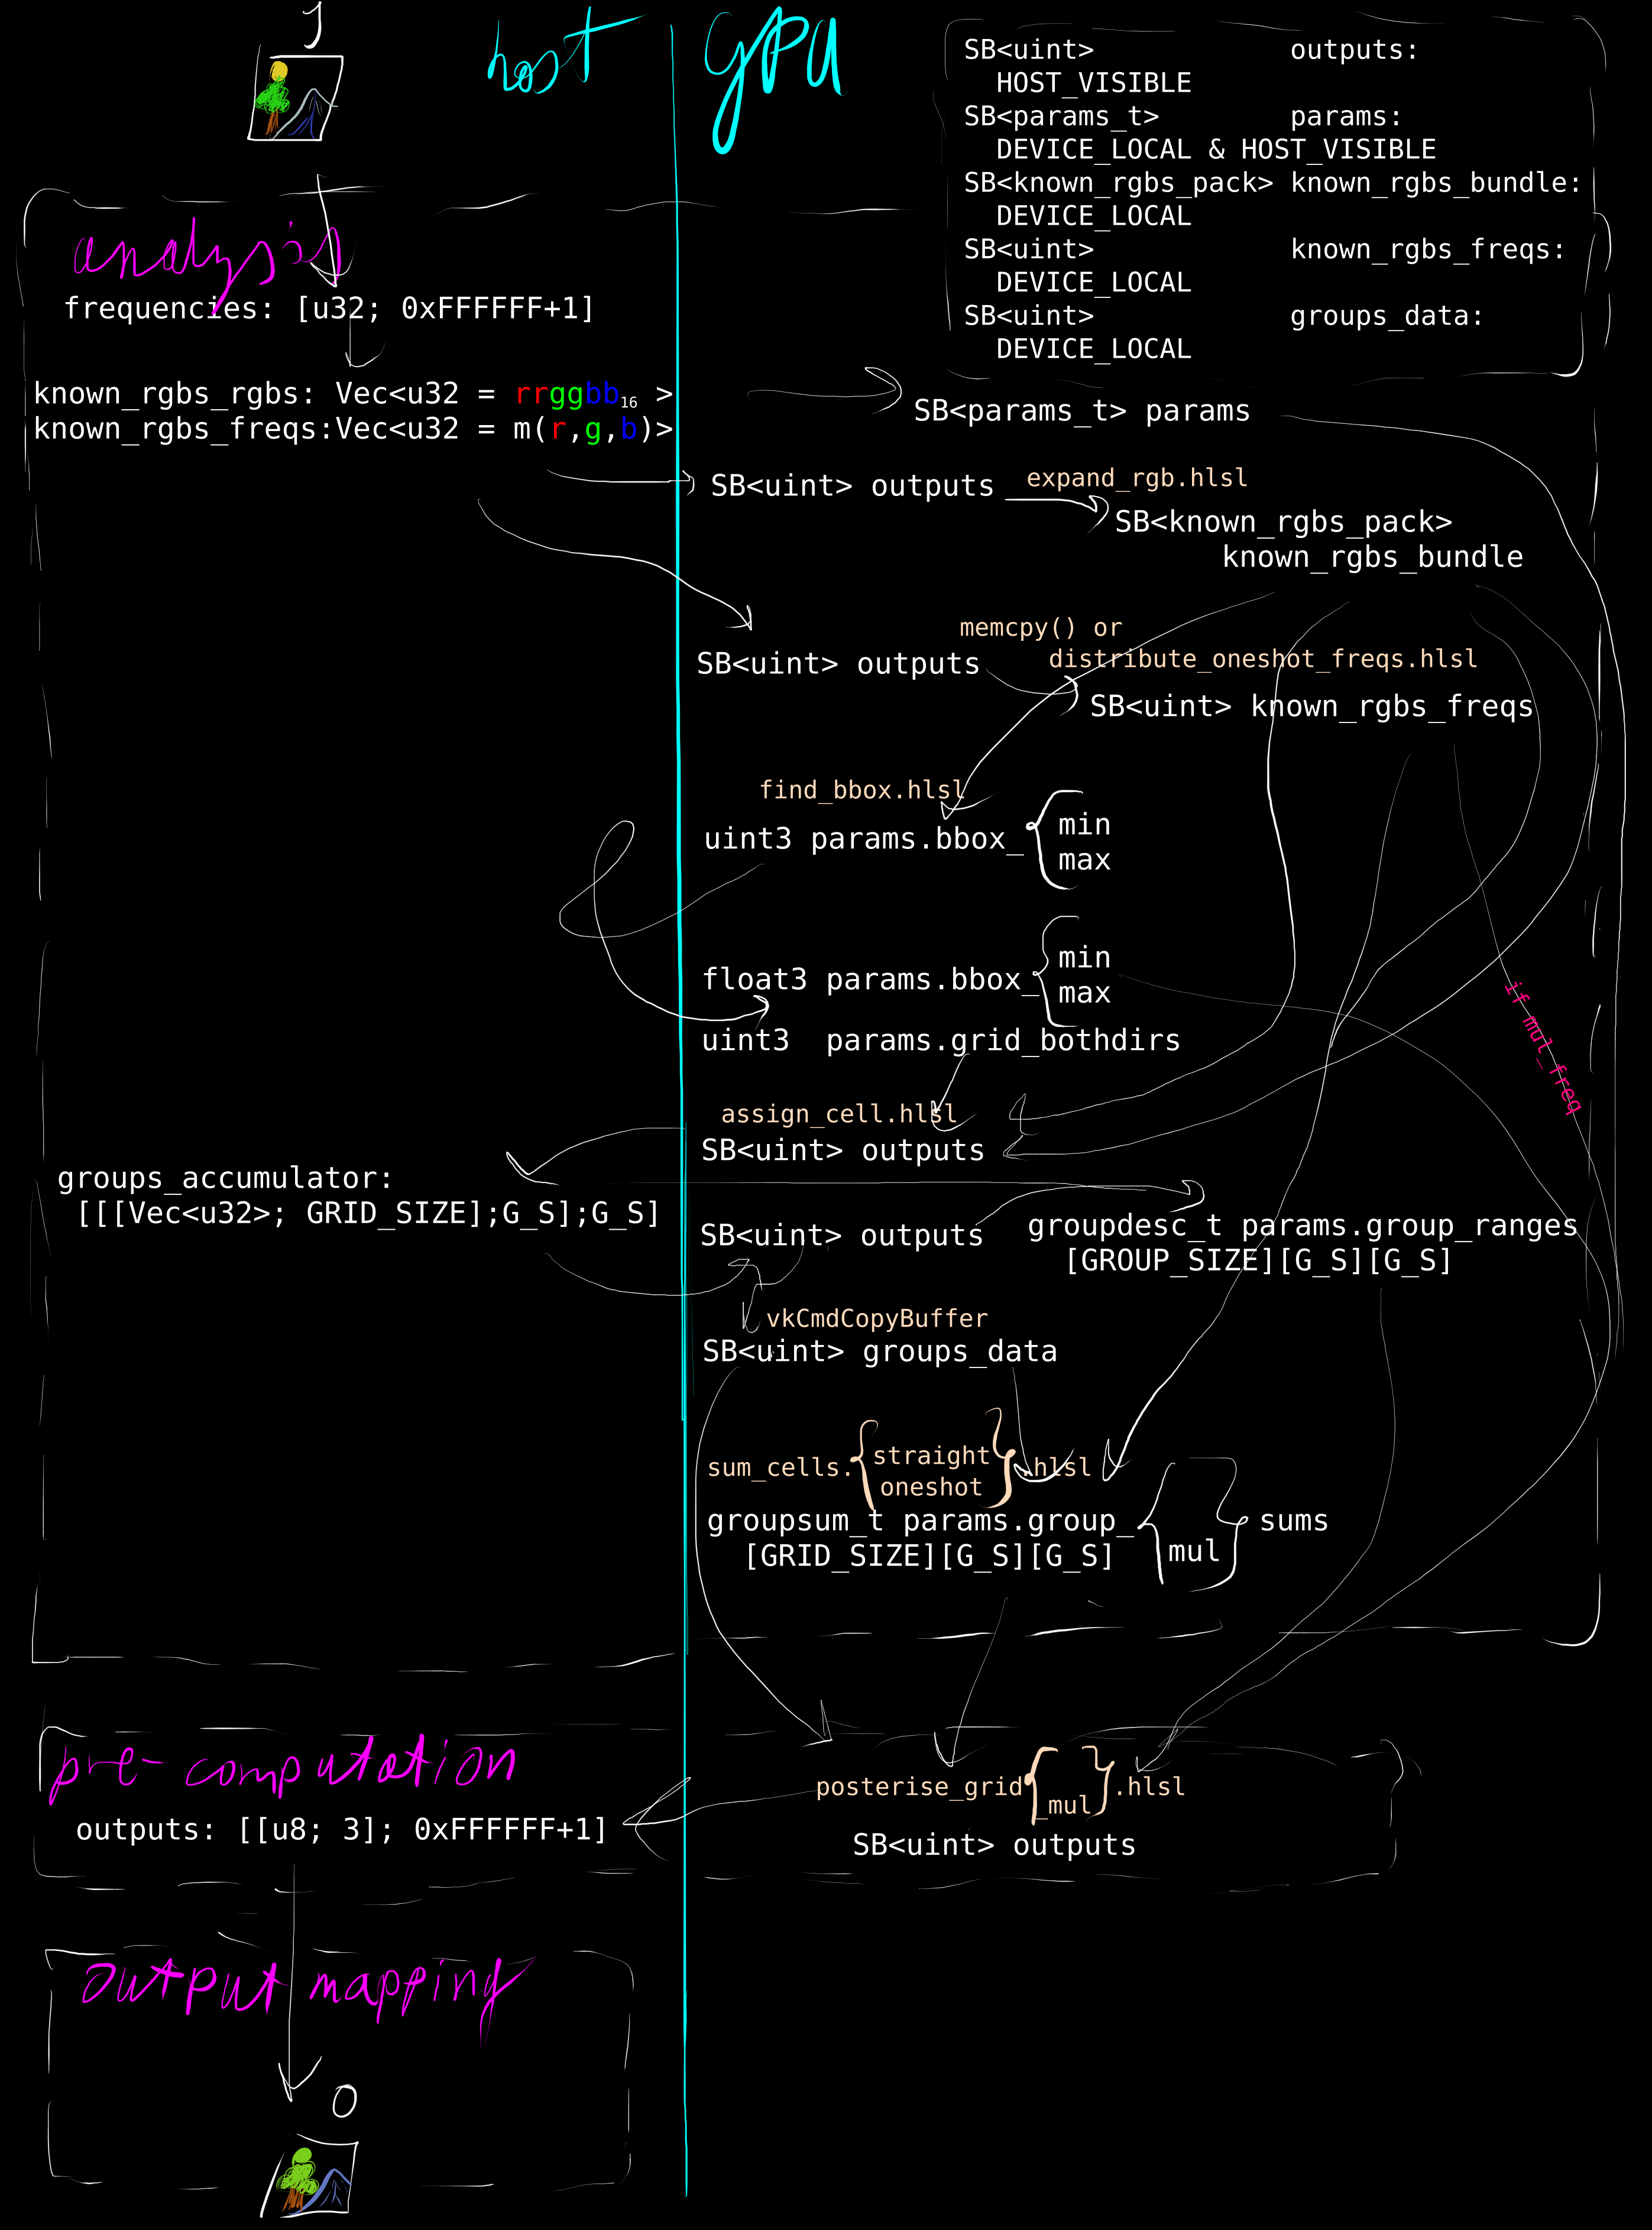 I
host
GPU
SB<uint> outputs:
HOST_VISIBLE
SB<params_t> params:
DEVICE_LOCAL & HOST_VISIBLE
SB<known_rgbs_pack> known_rgbs_bundle:
DEVICE_LOCAL
SB<uint> known_rgbs_freqs:
DEVICE_LOCAL
SB<uint> groups_data:
DEVICE_LOCAL
analysis
frequencies: [u32; 0xFFFFFF+1]
known_rgbs_rgbs: Vec<u32 = rrggbb16 >
known_rgbs_freqs:Vec<u32 = m(r,g,b)>
SB<params_t> params
SB<uint> outputs
expand_rgb.hlsl
SB<known_rgbs_pack>
known_rgbs_bundle
memcpy() or
distribute_oneshot_freqs.hlsl
SB<uint> outputs
SB<uint> known_rgbs_freqs
find_bbox.hlsl
uint3 params.bbox_{
min
max
float3 params.bbox_{
min
max
uint3 params.grid_bothdirs
if mul_freq
assign_cell.hlsl
SB<uint> outputs
groups_accumulator:
[[[Vec<u32>; GRID_SIZE];G_S];G_S]
SB<uint> outputs
groupdesc_t params.group_ranges
[GROUP_SIZE][G_S][G_S]
vkCmdCopyBuffer
SB<uint> groups_data
sum_cells.{
straight
oneshot
}.hlsl
groupsum_t params.group_{
mul
} sums
[GRID_SIZE][G_S][G_S]
pre-computation
outputs: [[u8; 3]; 0xFFFFFF+1]
posterise_grid{
_mul
}.hlsl
SB<uint> outputs
output mapping
O